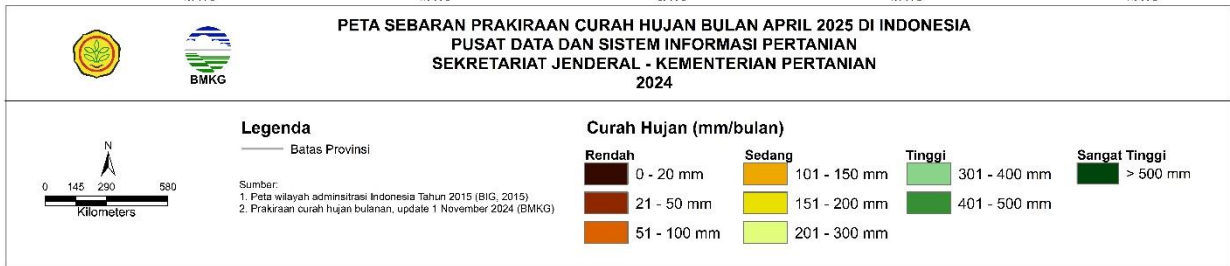 PETA SEBARAN PRAKIRAAN CURAH HUJAN BULAN APRIL 2025 DI INDONESIA
PUSAT DATA DAN SISTEM INFORMASI PERTANIAN
SEKRETARIAT JENDERAL - KEMENTERIAN PERTANIAN
2024
BMKG
N
0 145 290 580
Kilometers
Legenda
Batas Provinsi
Sumber:
1. Peta wilayah adminsitrasi Indonesia Tahun 2015 (BIG, 2015)
2. Prakiraan curah hujan bulanan, update 1 November 2024 (BMKG)
Curah Hujan (mm/bulan)
Rendah
0 - 20 mm
21 - 50 mm
51 - 100 mm
Sedang
101 - 150 mm
151 - 200 mm
201 - 300 mm
Tinggi
301 - 400 mm
401 - 500 mm
Sangat Tinggi
> 500 mm